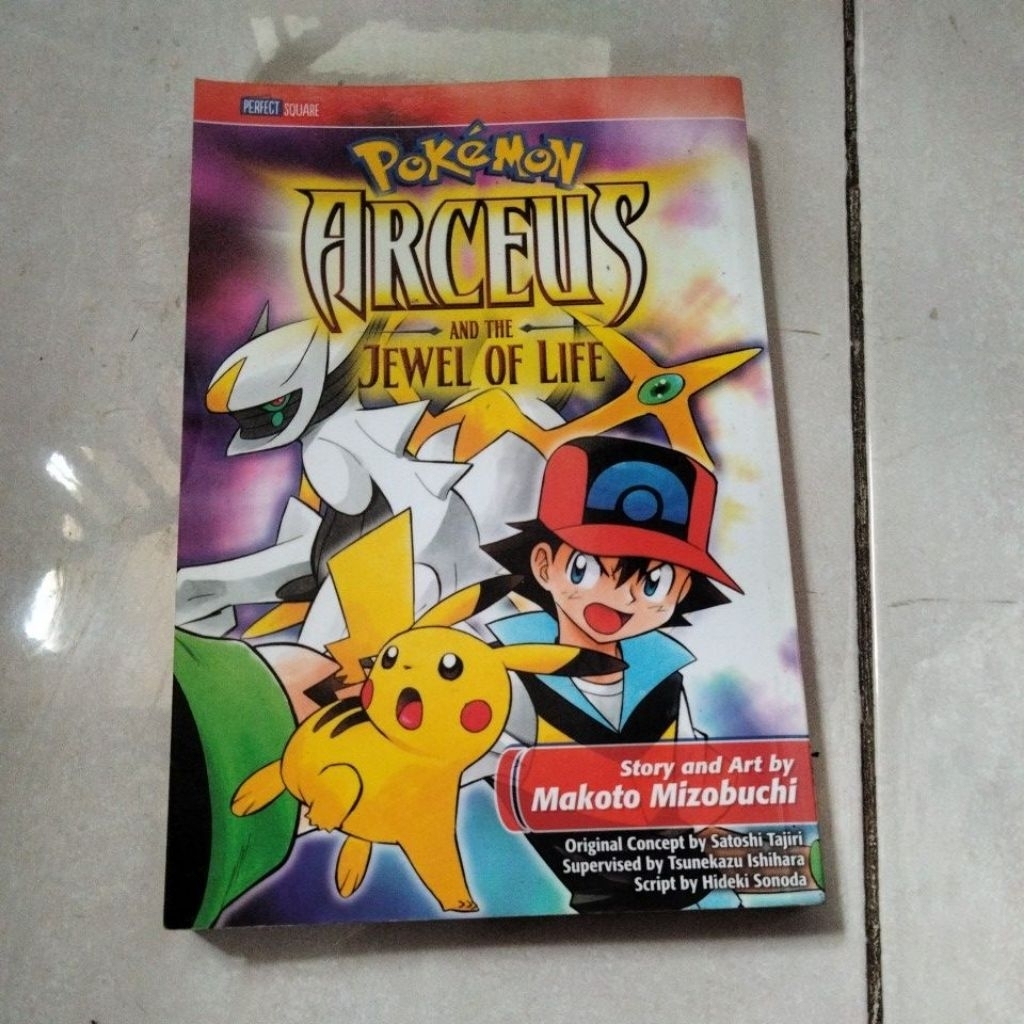 PERFECT SQUARE
POKéMON
ARCEUS
AND THE
JEWEL OF LIFE
Story and Art by
Makoto Mizobuchi
Original Concept by Satoshi Tajiri
Supervised by Tsunekazu Ishihara
Script by Hideki Sonoda